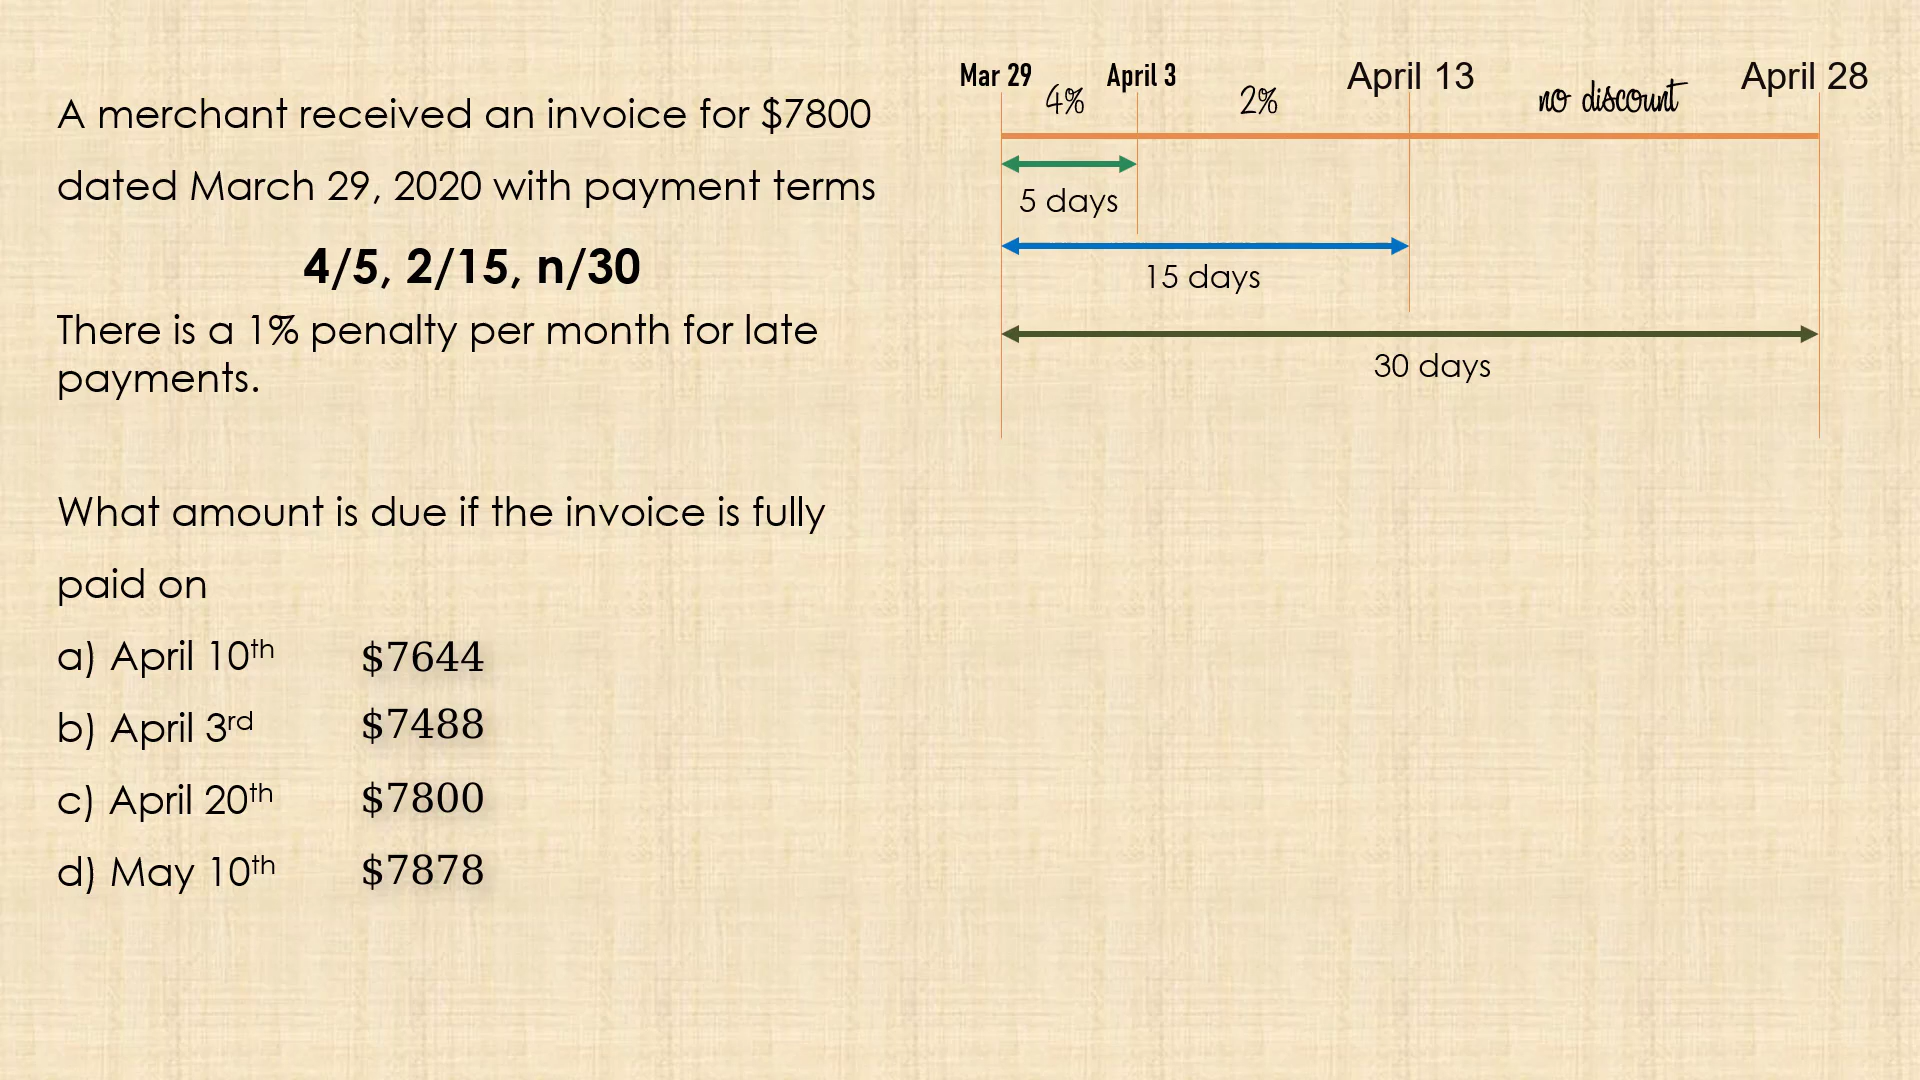 A merchant received an invoice for $7800
dated March 29, 2020 with payment terms
4/5, 2/15, n/30
There is a 1% penalty per month for late
payments.
What amount is due if the invoice is fully
paid on
a) April 10th $7644
b) April 3rd $7488
c) April 20th $7800
d) May 10th $7878
Mar 29 April 3 April 13 April 28
4% 2% no discount
5 days
15 days
30 days